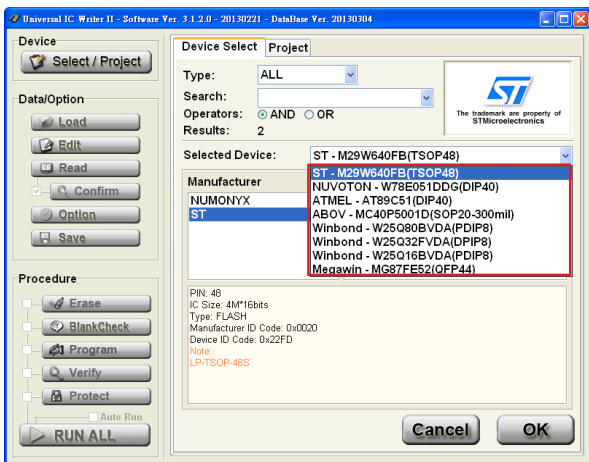 Universal IC Writer II - Software Ver. 3.1.2.0 - 20130221 - DataBase Ver. 20130304
Device
Select / Project
Data/Option
Load
Edit
Read
Confirm
Option
Save
Procedure
Erase
BlankCheck
Program
Verify
Protect
Auto Run
RUN ALL
Device Select Project
Type: ALL
Search:
Operators: AND OR
Results: 2
ST
The trademark are property of
STMicroelectronics
Selected Device: ST - M29W640FB(TSOP48)
ST - M29W640FB(TSOP48)
NUVOTON - W78E051DDG(DIP40)
ATMEL - AT89C51(DIP40)
ABOV - MC40P5001D(SOP20-300mil)
Winbond - W25Q80BVDA(PDIP8)
Winbond - W25Q32FVDA(DPIP8)
Winbond - W25Q16BVDA(PDIP8)
Megawin - MG87FE52(QFP44)
Manufacturer
NUMONYX
ST
PIN: 48
IC Size: 4M*16bits
Type: FLASH
Manufacturer ID Code: 0x0020
Device ID Code: 0x22FD
Note:
LP-TSOP-48S
Cancel OK